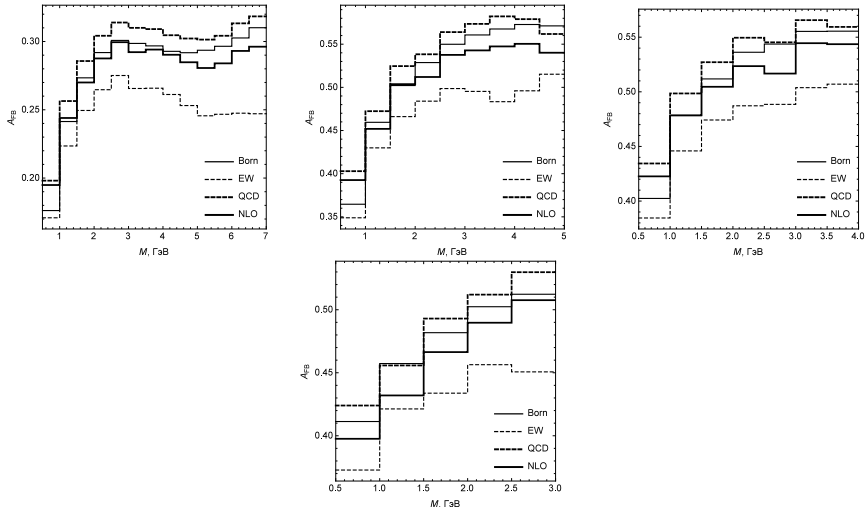 0.30
0.25
0.20
A_FB
Born
EW
QCD
NLO
1 2 3 4 5 6 7
M, ГэВ
0.55
0.50
0.45
0.40
0.35
A_FB
Born
EW
QCD
NLO
1 2 3 4 5
M, ГэВ
0.55
0.50
0.45
0.40
A_FB
Born
EW
QCD
NLO
0.5 1.0 1.5 2.0 2.5 3.0 3.5 4.0
M, ГэВ
0.50
0.45
0.40
A_FB
Born
EW
QCD
NLO
0.5 1.0 1.5 2.0 2.5 3.0
M, ГэВ